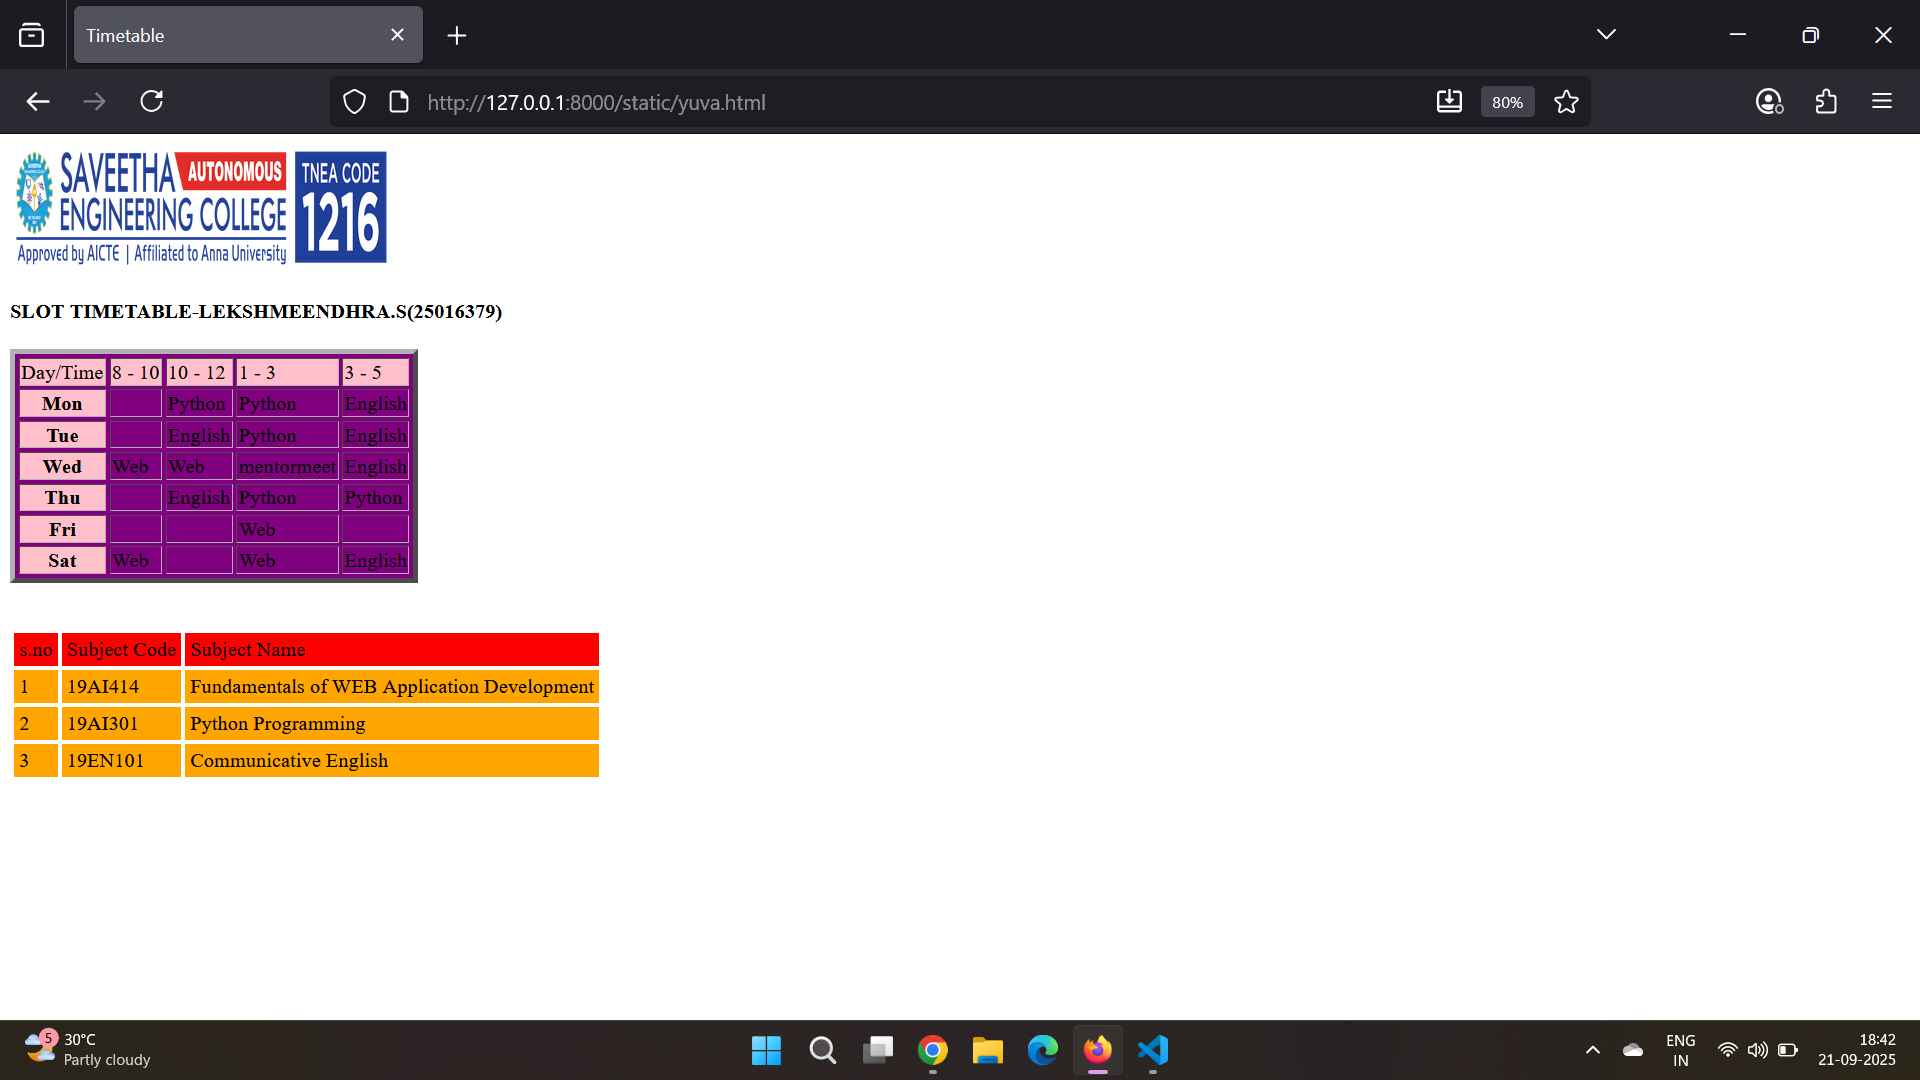 Timetable
http://127.0.0.1:8000/static/yuva.html
80%
SAVEETHA AUTONOMOUS
ENGINEERING COLLEGE
Approved by AICTE | Affiliated to Anna University
TNEA CODE
1216
SLOT TIMETABLE-LEKSHMEENDHRA.S(25016379)
Day/Time 8 - 10 10 - 12 1 - 3 3 - 5
Mon Python Python English
Tue English Python English
Wed Web Web mentormeet English
Thu English Python Python
Fri Web
Sat Web Web English
s.no Subject Code Subject Name
1 19AI414 Fundamentals of WEB Application Development
2 19AI301 Python Programming
3 19EN101 Communicative English
5
30°C
Partly cloudy
ENG
IN
18:42
21-09-2025